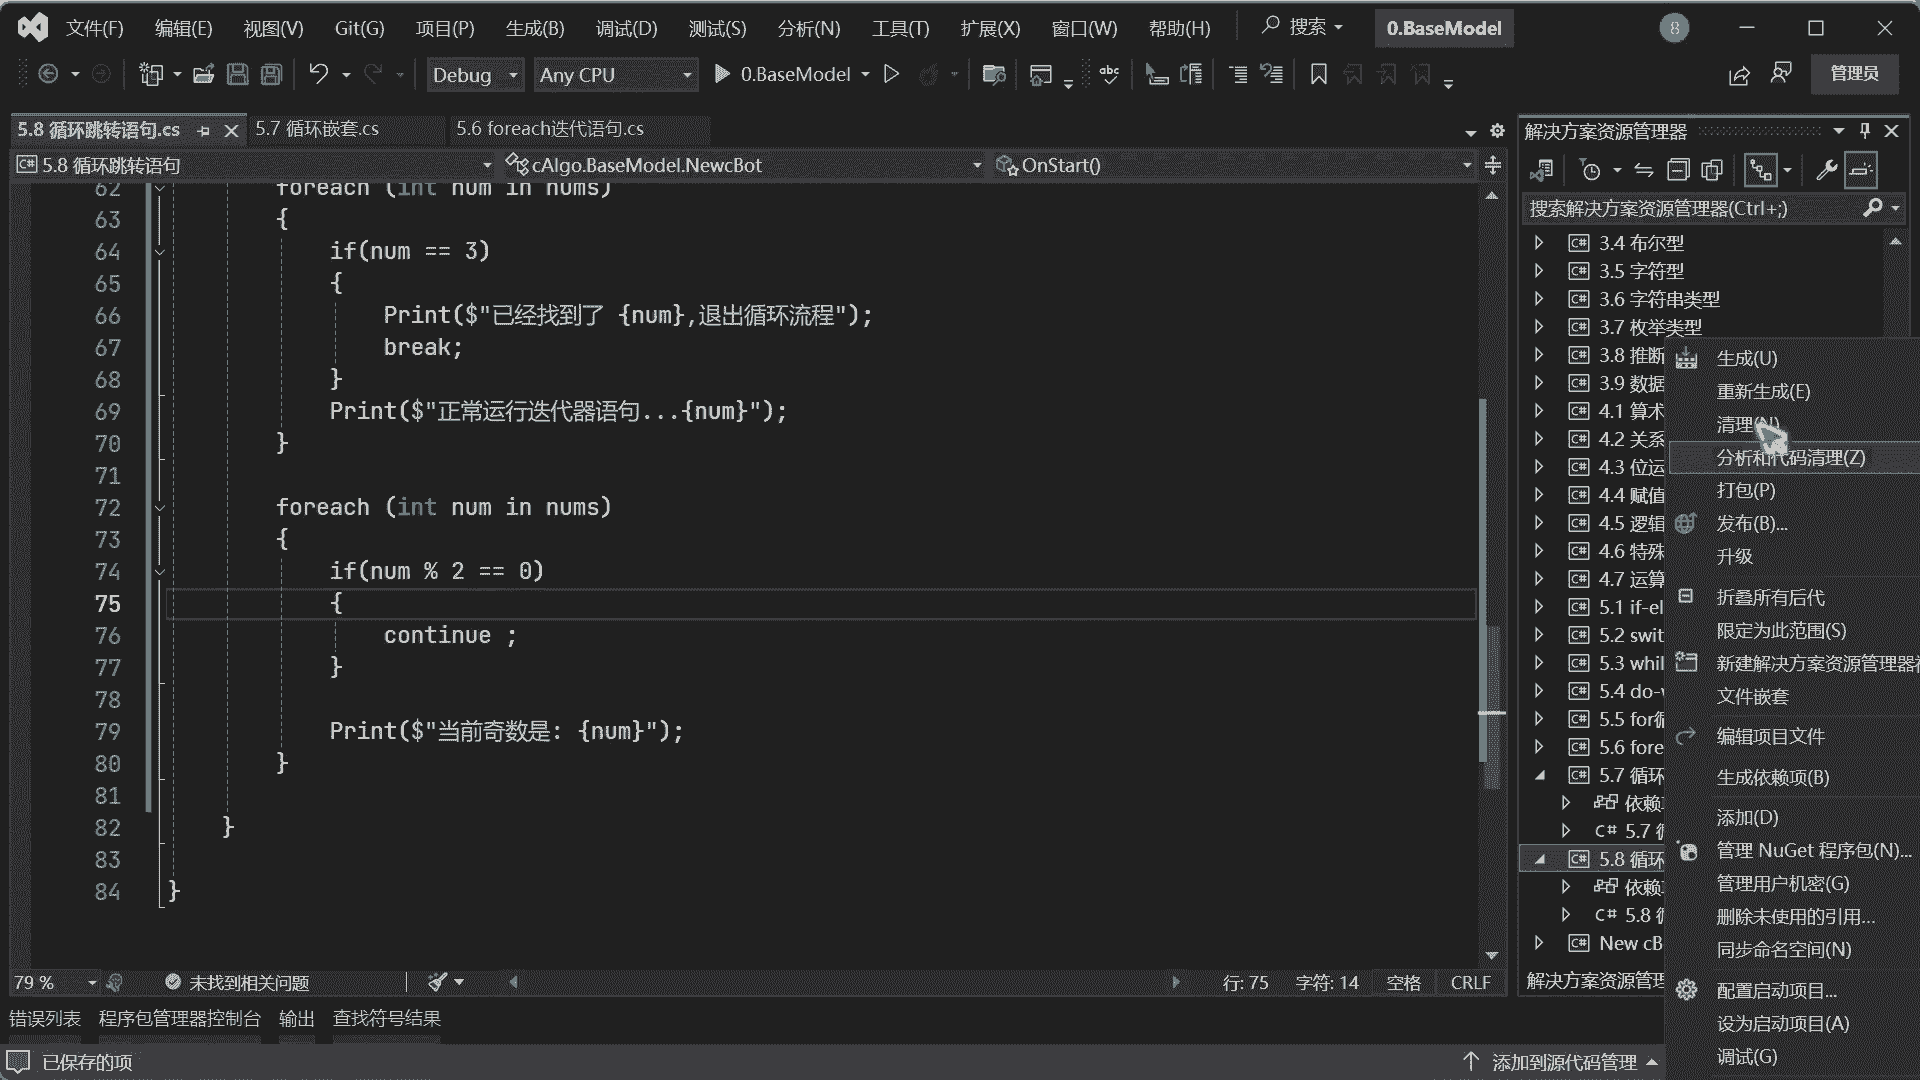 文件(F) 编辑(E) 视图(V) Git(G) 项目(P) 生成(B) 调试(D) 测试(S) 分析(N) 工具(T) 扩展(X) 窗口(W) 帮助(H) 搜索 0.BaseModel 8
Debug Any CPU 0.BaseModel abc 管理员
5.8 循环跳转语句.cs 5.7 循环嵌套.cs 5.6 foreach迭代语句.cs
C# 5.8 循环跳转语句 cAlgo.BaseModel.NewcBot OnStart()
62 foreach (int num in nums)
63 {
64 if(num == 3)
65 {
66 Print($"已经找到了 {num},退出循环流程");
67 break;
68 }
69 Print($"正常运行迭代器语句...{num}");
70 }
71
72 foreach (int num in nums)
73 {
74 if(num % 2 == 0)
75 {
76 continue ;
77 }
78
79 Print($"当前奇数是: {num}");
80 }
81
82 }
83
84 }
79 % 未找到相关问题 行: 75 字符: 14 空格 CRLF
错误列表 程序包管理器控制台 输出 查找符号结果
已保存的项 添加到源代码管理
解决方案资源管理器
搜索解决方案资源管理器(Ctrl+;)
C# 3.4 布尔型
C# 3.5 字符型
C# 3.6 字符串类型
C# 3.7 枚举类型
C# 3.8 推断
C# 3.9 数据
C# 4.1 算术
C# 4.2 关系
C# 4.3 位运
C# 4.4 赋值
C# 4.5 逻辑
C# 4.6 特殊
C# 4.7 运算
C# 5.1 if-el
C# 5.2 swit
C# 5.3 whil
C# 5.4 do-
C# 5.5 for循
C# 5.6 fore
C# 5.7 循环
依赖
C# 5.7
C# 5.8 循环
依赖
C# 5.8
C# New cB
解决方案资源管理
生成(U)
重新生成(E)
清理(N)
分析和代码清理(Z)
打包(P)
发布(B)...
升级
折叠所有后代
限定为此范围(S)
新建解决方案资源管理器
文件嵌套
编辑项目文件
生成依赖项(B)
添加(D)
管理 NuGet 程序包(N)...
管理用户机密(G)
删除未使用的引用...
同步命名空间(N)
配置启动项目...
设为启动项目(A)
调试(G)